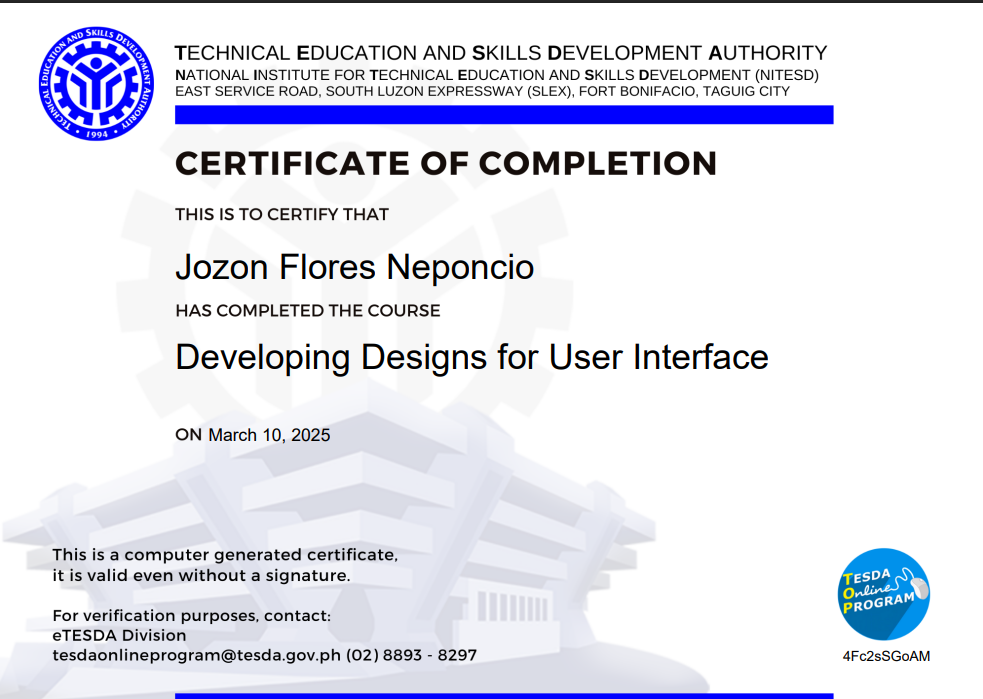 TECHNICAL EDUCATION AND SKILLS DEVELOPMENT AUTHORITY
• 1994 •
TECHNICAL EDUCATION AND SKILLS DEVELOPMENT AUTHORITY
NATIONAL INSTITUTE FOR TECHNICAL EDUCATION AND SKILLS DEVELOPMENT (NITESD)
EAST SERVICE ROAD, SOUTH LUZON EXPRESSWAY (SLEX), FORT BONIFACIO, TAGUIG CITY
CERTIFICATE OF COMPLETION
THIS IS TO CERTIFY THAT
Jozon Flores Neponcio
HAS COMPLETED THE COURSE
Developing Designs for User Interface
ON March 10, 2025
This is a computer generated certificate,
it is valid even without a signature.
For verification purposes, contact:
eTESDA Division
tesdaonlineprogram@tesda.gov.ph (02) 8893 - 8297
TESDA
Online
PROGRAM
4Fc2sSGoAM